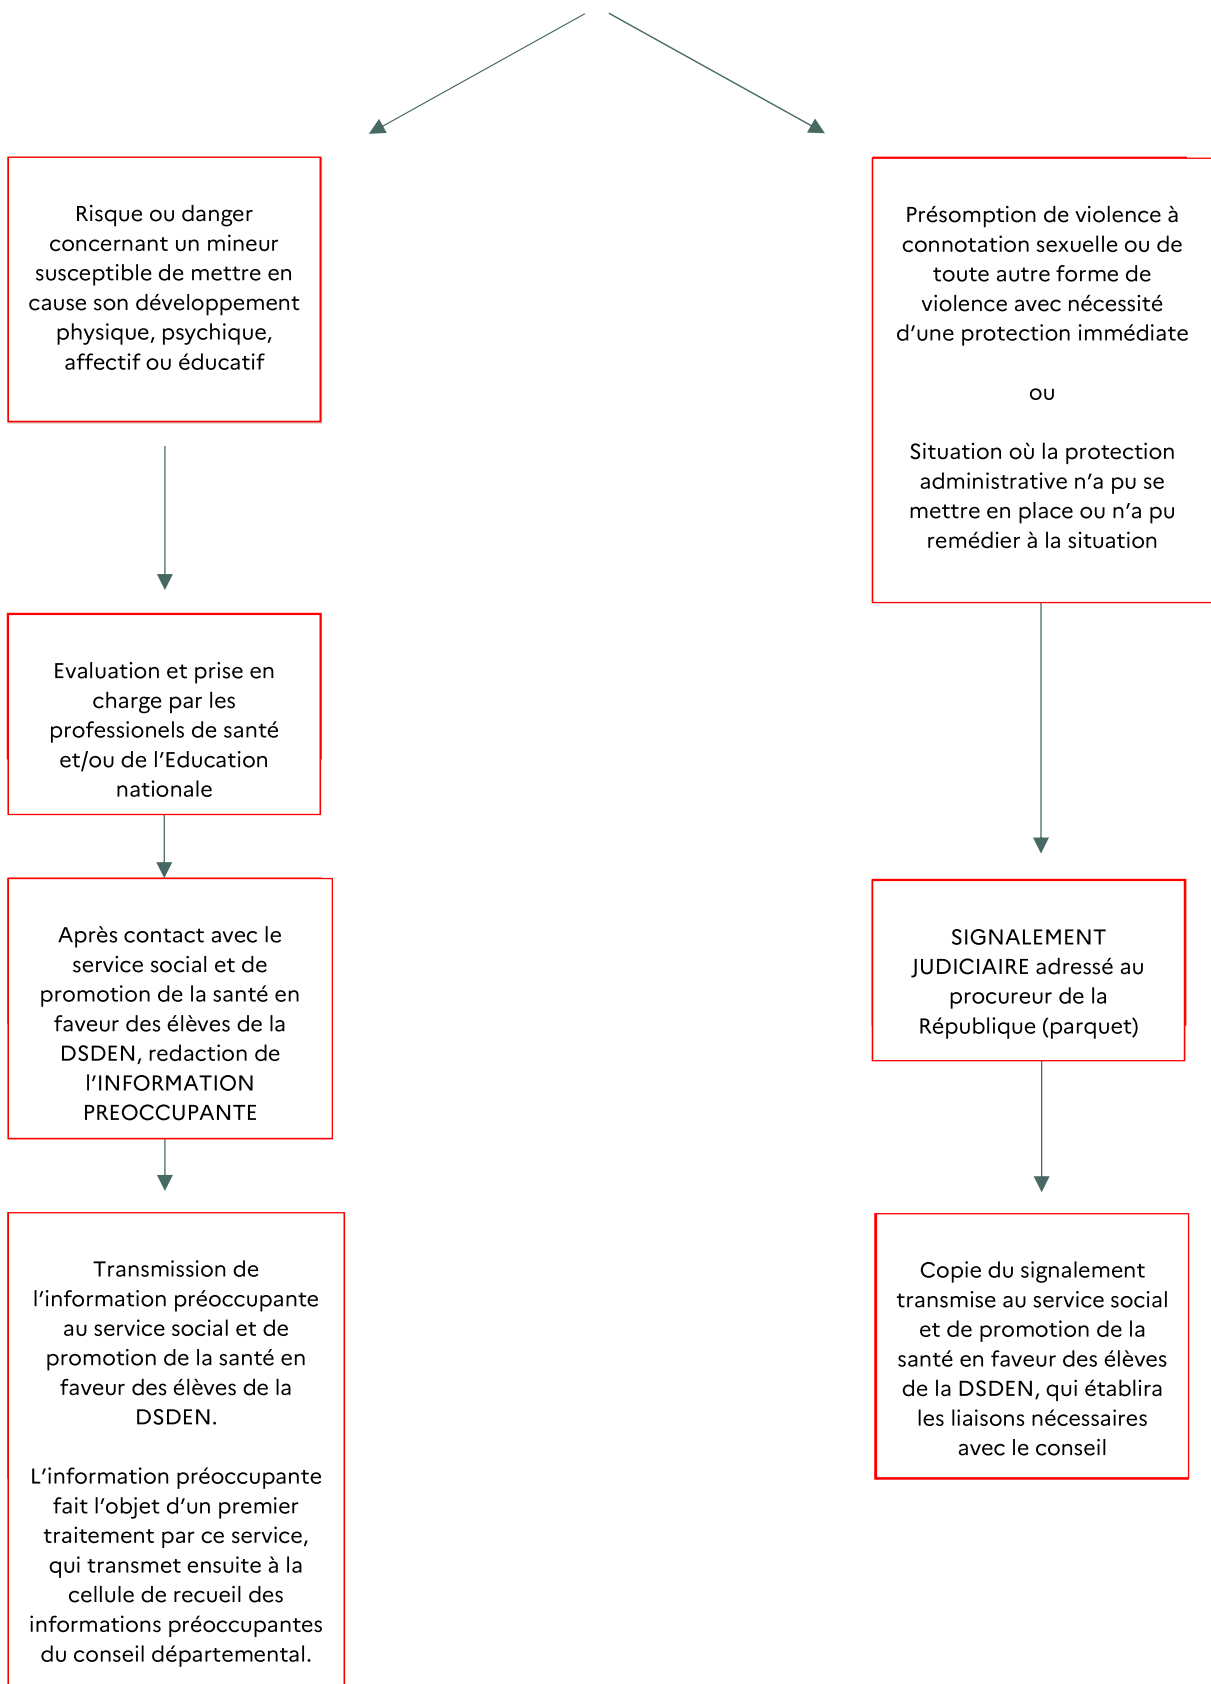 Risque ou danger
concernant un mineur
susceptible de mettre en
cause son développement
physique, psychique,
affectif ou éducatif
Evaluation et prise en
charge par les
professionels de santé
et/ou de l’Education
nationale
Après contact avec le
service social et de
promotion de la santé en
faveur des élèves de la
DSDEN, redaction de
l’INFORMATION
PREOCCUPANTE
Transmission de
l’information préoccupante
au service social et de
promotion de la santé en
faveur des élèves de la
DSDEN.
L’information préoccupante
fait l’objet d’un premier
traitement par ce service,
qui transmet ensuite à la
cellule de recueil des
informations préoccupantes
du conseil départemental.
Présomption de violence à
connotation sexuelle ou de
toute autre forme de
violence avec nécessité
d’une protection immédiate
ou
Situation où la protection
administrative n’a pu se
mettre en place ou n’a pu
remédier à la situation
SIGNALEMENT
JUDICIAIRE adressé au
procureur de la
République (parquet)
Copie du signalement
transmise au service social
et de promotion de la
santé en faveur des élèves
de la DSDEN, qui établira
les liaisons nécessaires
avec le conseil